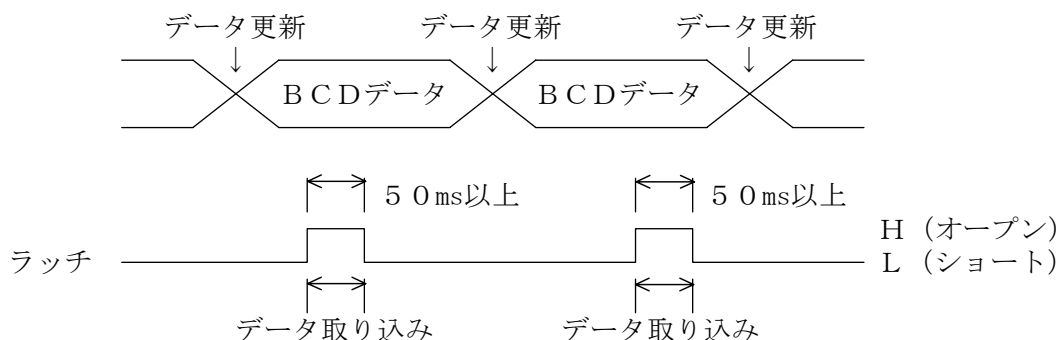 データ更新 データ更新 データ更新
↓ ↓ ↓
ＢＣＤデータ ＢＣＤデータ
５０ms以上 ５０ms以上
Ｈ（オープン）
ラッチ Ｌ（ショート）
データ取り込み データ取り込み